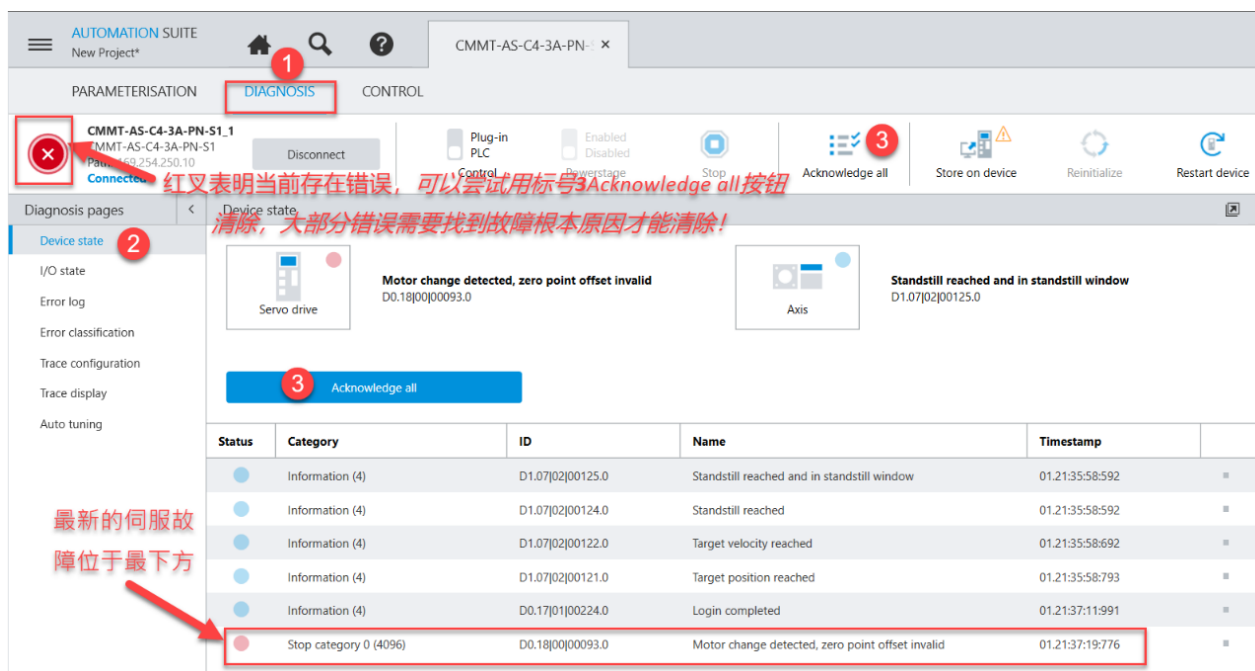 AUTOMATION SUITE
New Project*
CMMT-AS-C4-3A-PN-S
1
PARAMETERISATION DIAGNOSIS CONTROL
CMMT-AS-C4-3A-PN-S1_1
CMMT-AS-C4-3A-PN-S1
Path: 169.254.250.10
Connected
Disconnect
Plug-in
PLC
Control
Enabled
Disabled
Powerstage
Stop
Acknowledge all
3
Store on device
Reinitialize
Restart device
红叉表明当前存在错误，可以尝试用标号3Acknowledge all按钮
清除，大部分错误需要找到故障根本原因才能清除！
Diagnosis pages
Device state
2
I/O state
Error log
Error classification
Trace configuration
Trace display
Auto tuning
Device state
Servo drive
Motor change detected, zero point offset invalid
D0.18|00|00093.0
Axis
Standstill reached and in standstill window
D1.07|02|00125.0
3 Acknowledge all
Status Category ID Name Timestamp
Information (4) D1.07|02|00125.0 Standstill reached and in standstill window 01.21:35:58:592
Information (4) D1.07|02|00124.0 Standstill reached 01.21:35:58:592
Information (4) D1.07|02|00122.0 Target velocity reached 01.21:35:58:692
Information (4) D1.07|02|00121.0 Target position reached 01.21:35:58:793
Information (4) D0.17|01|00224.0 Login completed 01.21:37:11:991
Stop category 0 (4096) D0.18|00|00093.0 Motor change detected, zero point offset invalid 01.21:37:19:776
最新的伺服故
障位于最下方